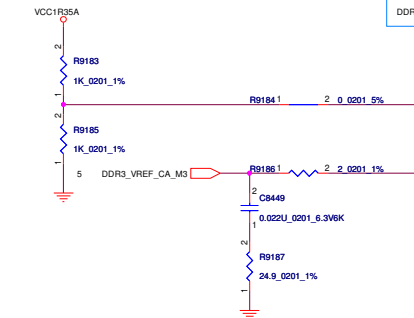 DDR
VCC1R35A
2
R9183
1K_0201_1%
1
R9184 1 2 0_0201_5%
2
R9185
1K_0201_1%
1
5 DDR3_VREF_CA_M3 R9186 1 2 2_0201_1%
2
C8449
0.022U_0201_6.3V6K
1
2
R9187
24.9_0201_1%
1